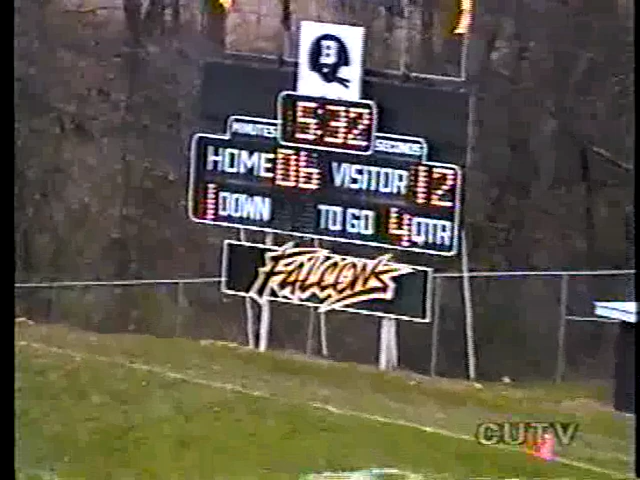 B
5:32
MINUTES SECONDS
HOME 06 VISITOR 12
1 DOWN TO GO 4 QTR
FALCONS
CUTV